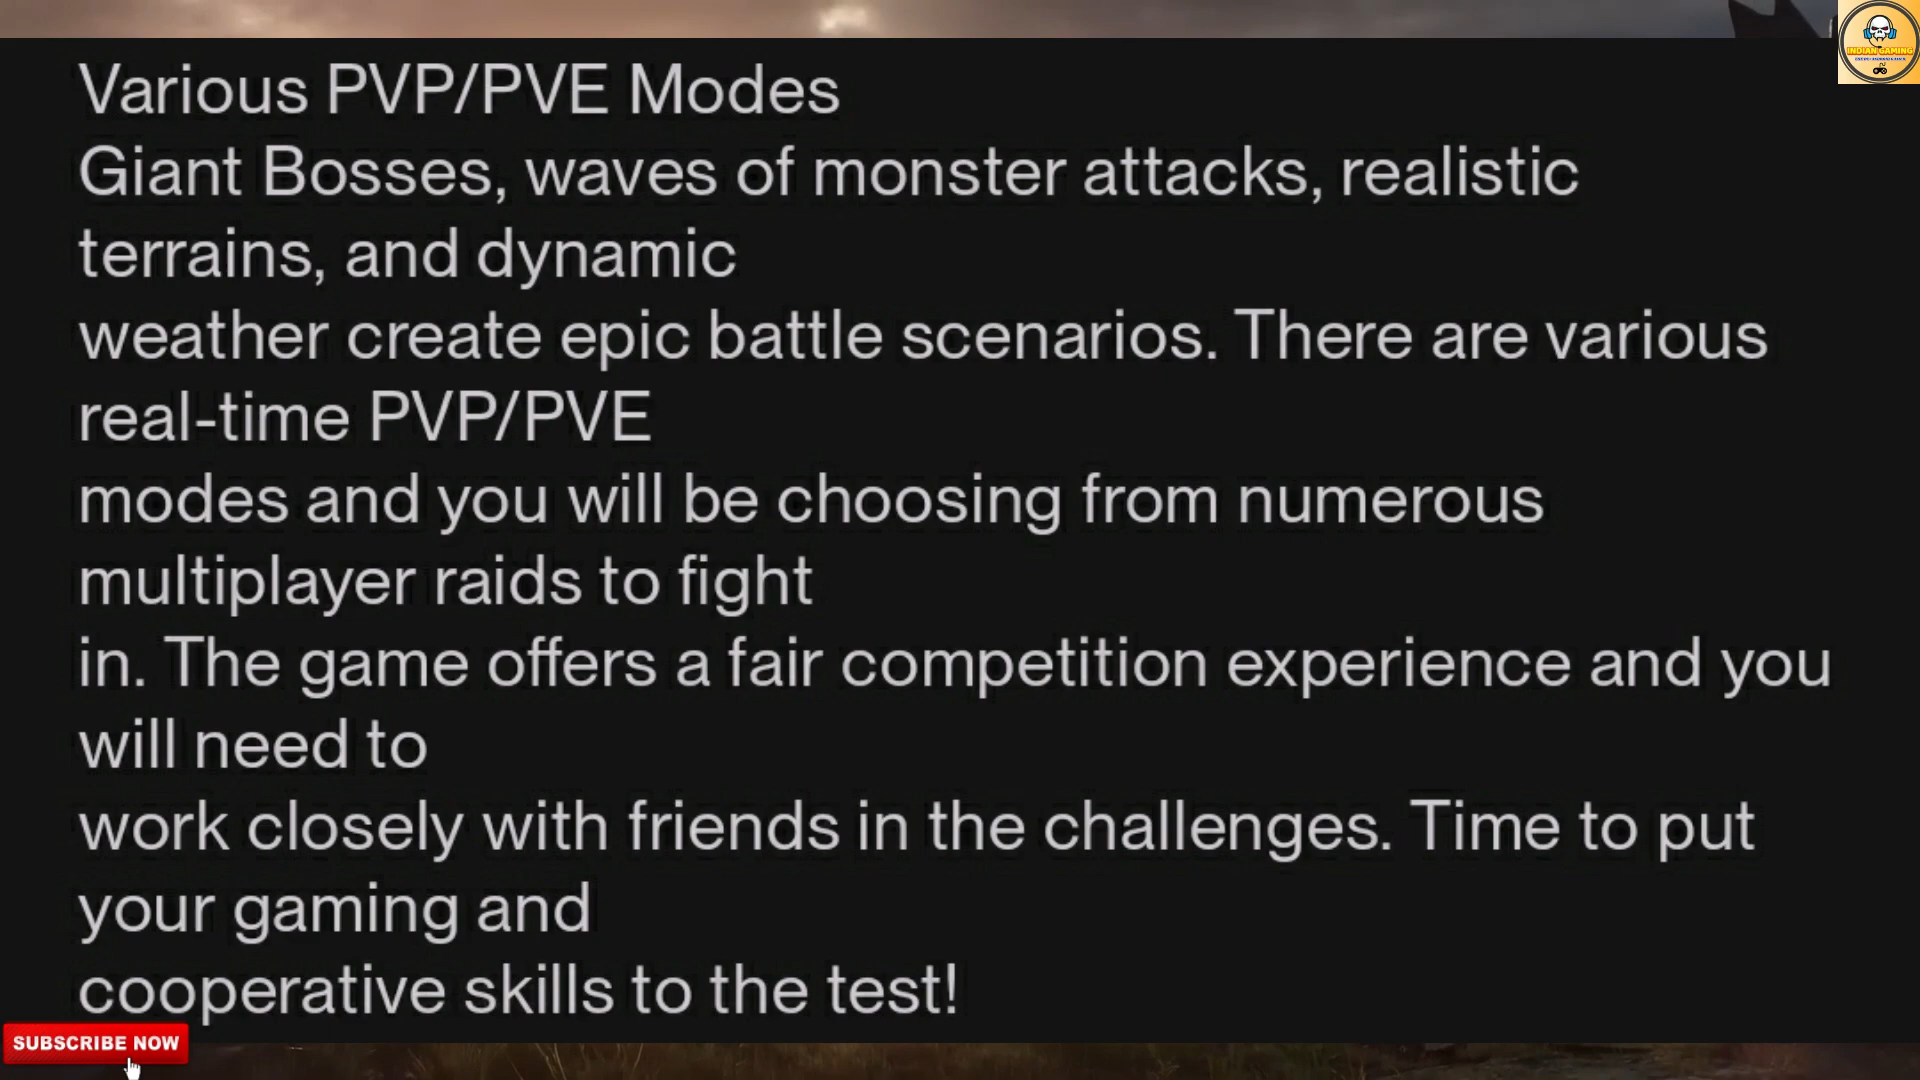 Various PVP/PVE Modes
Giant Bosses, waves of monster attacks, realistic
terrains, and dynamic
weather create epic battle scenarios. There are various
real-time PVP/PVE
modes and you will be choosing from numerous
multiplayer raids to fight
in. The game offers a fair competition experience and you
will need to
work closely with friends in the challenges. Time to put
your gaming and
cooperative skills to the test!
INDIAN GAMING
SUBSCRIBE NOW